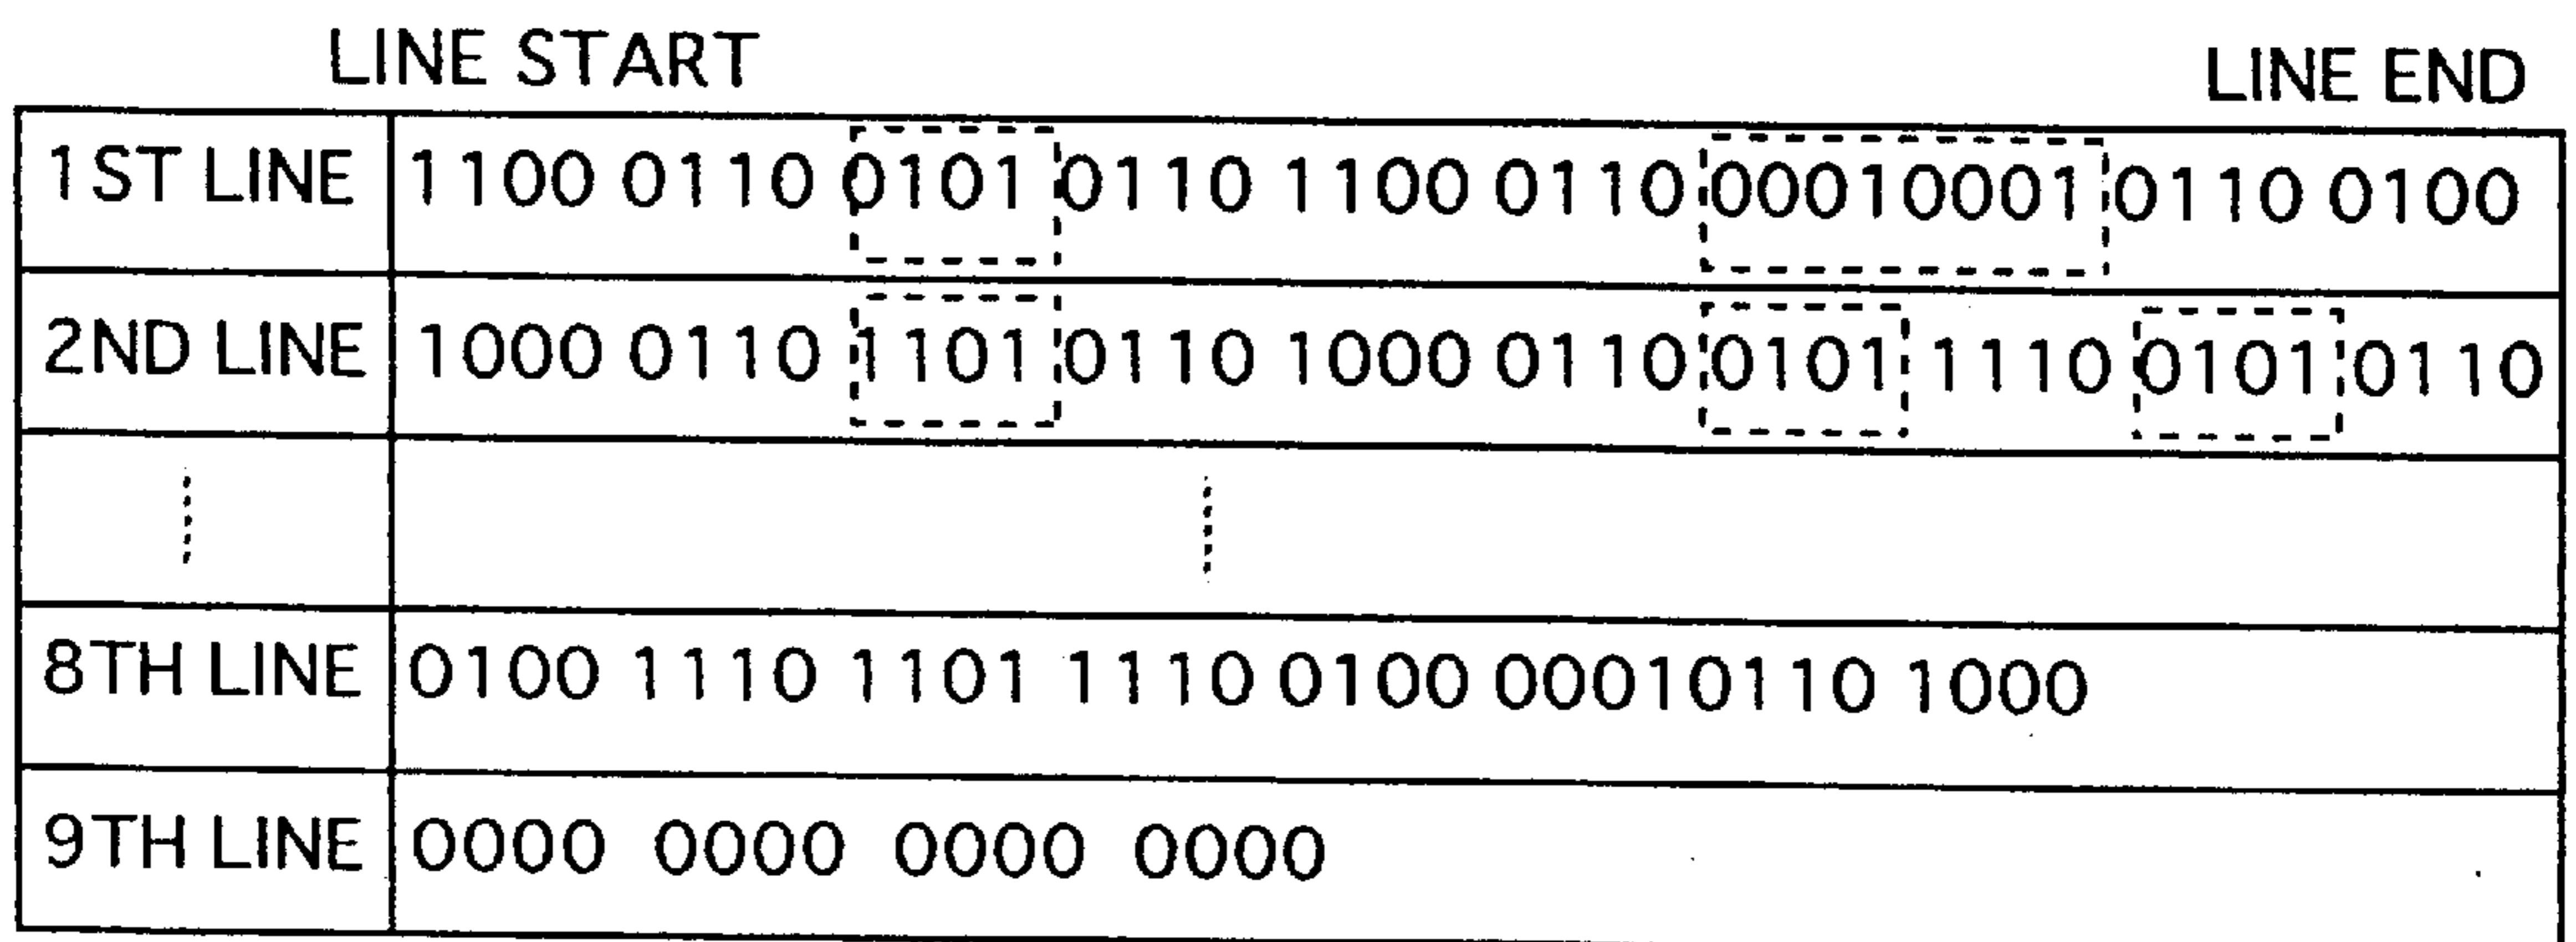 LINE START LINE END
1ST LINE 1100 0110 0101 0110 1100 0110 00010001 0110 0100
2ND LINE 1000 0110 1101 0110 1000 0110 0101 1110 0101 0110
8TH LINE 0100 1110 1101 1110 0100 00010110 1000
9TH LINE 0000 0000 0000 0000